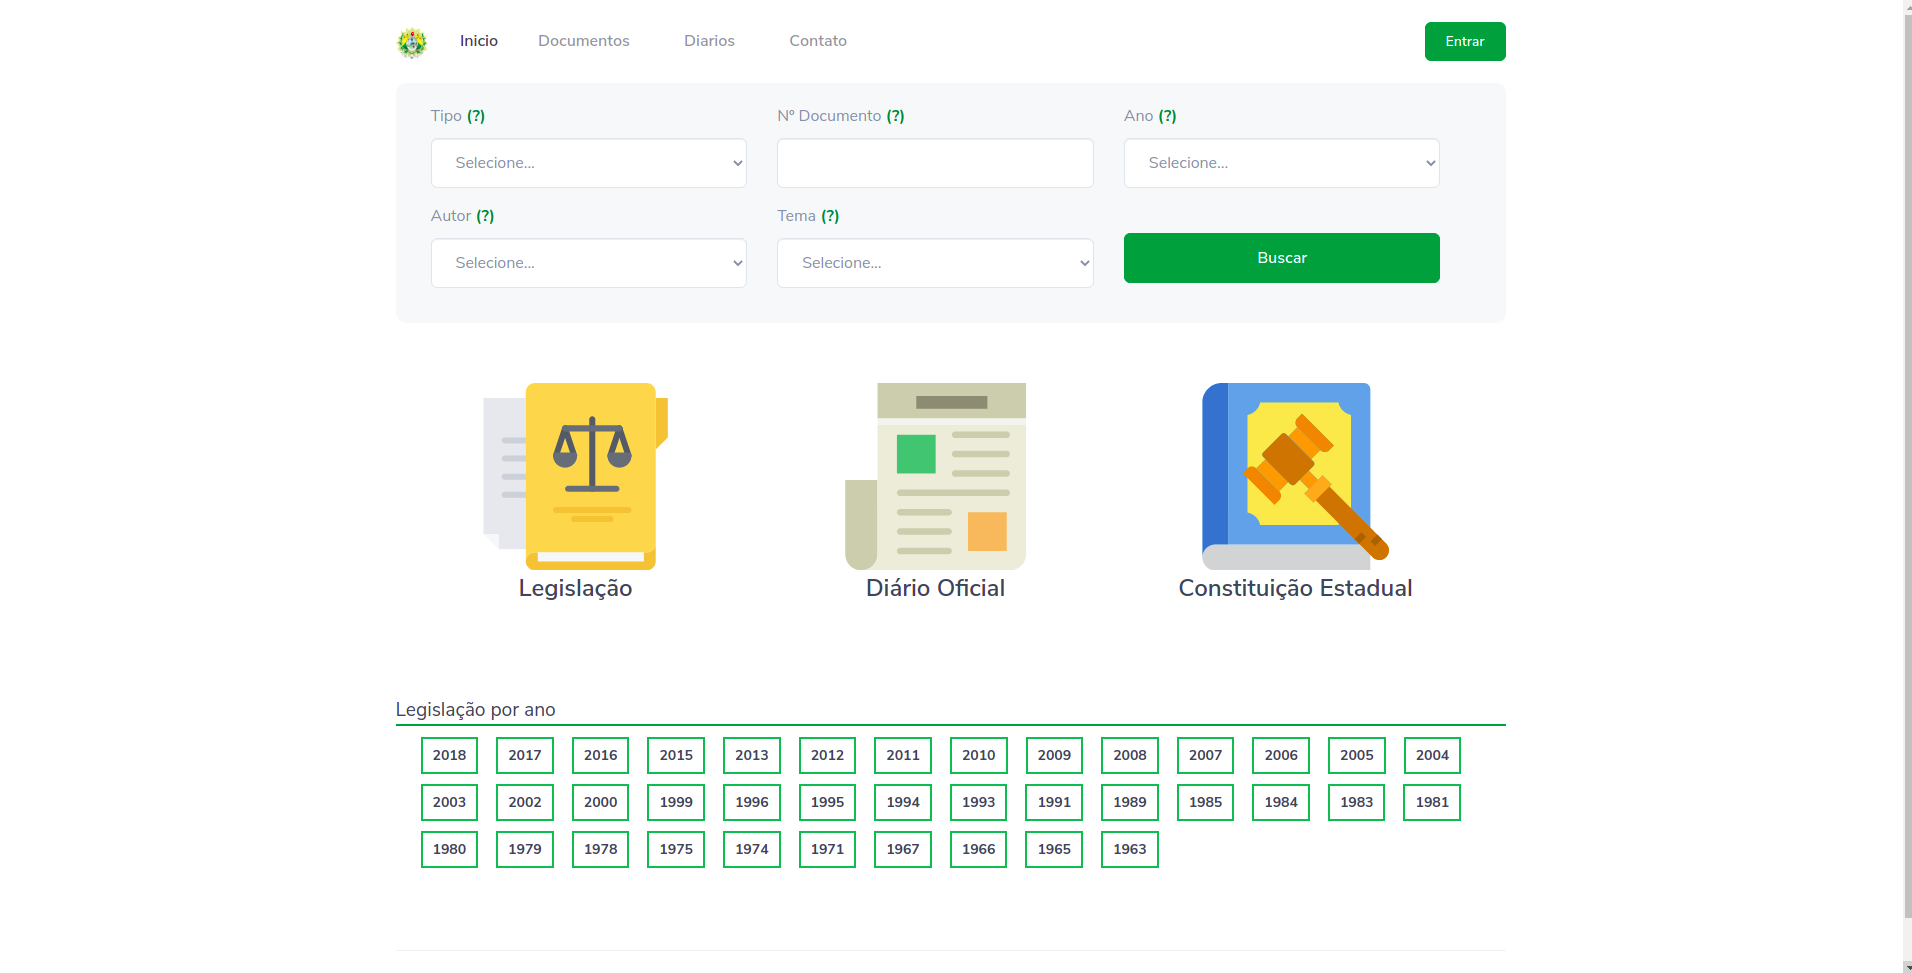 Inicio Documentos Diarios Contato Entrar
Tipo (?) Nº Documento (?) Ano (?)
Selecione... Selecione...
Autor (?) Tema (?)
Selecione... Selecione... Buscar
Legislação Diário Oficial Constituição Estadual
Legislação por ano
2018 2017 2016 2015 2013 2012 2011 2010 2009 2008 2007 2006 2005 2004
2003 2002 2000 1999 1996 1995 1994 1993 1991 1989 1985 1984 1983 1981
1980 1979 1978 1975 1974 1971 1967 1966 1965 1963